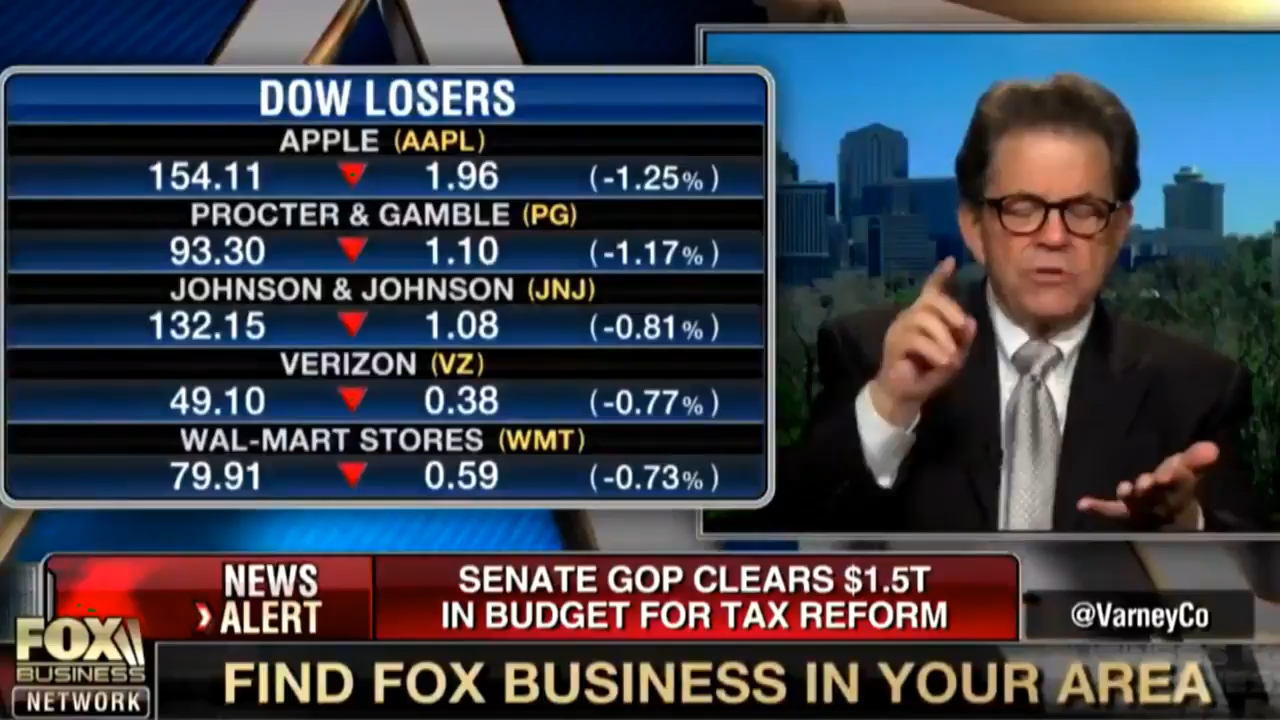 DOW LOSERS
APPLE (AAPL)
154.11 ▼ 1.96 (-1.25%)
PROCTER & GAMBLE (PG)
93.30 ▼ 1.10 (-1.17%)
JOHNSON & JOHNSON (JNJ)
132.15 ▼ 1.08 (-0.81%)
VERIZON (VZ)
49.10 ▼ 0.38 (-0.77%)
WAL-MART STORES (WMT)
79.91 ▼ 0.59 (-0.73%)
NEWS
ALERT
SENATE GOP CLEARS $1.5T
IN BUDGET FOR TAX REFORM
@VarneyCo
FOX
BUSINESS
NETWORK
FIND FOX BUSINESS IN YOUR AREA